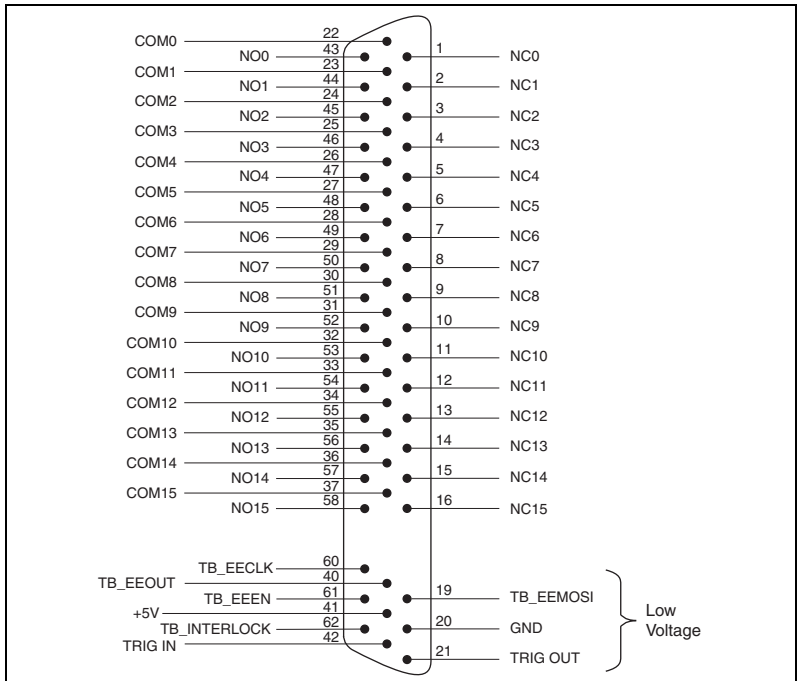 COM0 22
NO0 43 1 NC0
COM1 23
NO1 44 2 NC1
COM2 24
NO2 45 3 NC2
COM3 25
NO3 46 4 NC3
COM4 26
NO4 47 5 NC4
COM5 27
NO5 48 6 NC5
COM6 28
NO6 49 7 NC6
COM7 29
NO7 50 8 NC7
COM8 30
NO8 51 9 NC8
COM9 31
NO9 52 10 NC9
COM10 32
NO10 53 11 NC10
COM11 33
NO11 54 12 NC11
COM12 34
NO12 55 13 NC12
COM13 35
NO13 56 14 NC13
COM14 36
NO14 57 15 NC14
COM15 37
NO15 58 16 NC15
TB_EECLK 60
TB_EEOUT 40
TB_EEEN 61 19 TB_EEMOSI
+5V 41
TB_INTERLOCK 62 20 GND
TRIG IN 42
21 TRIG OUT
Low
Voltage